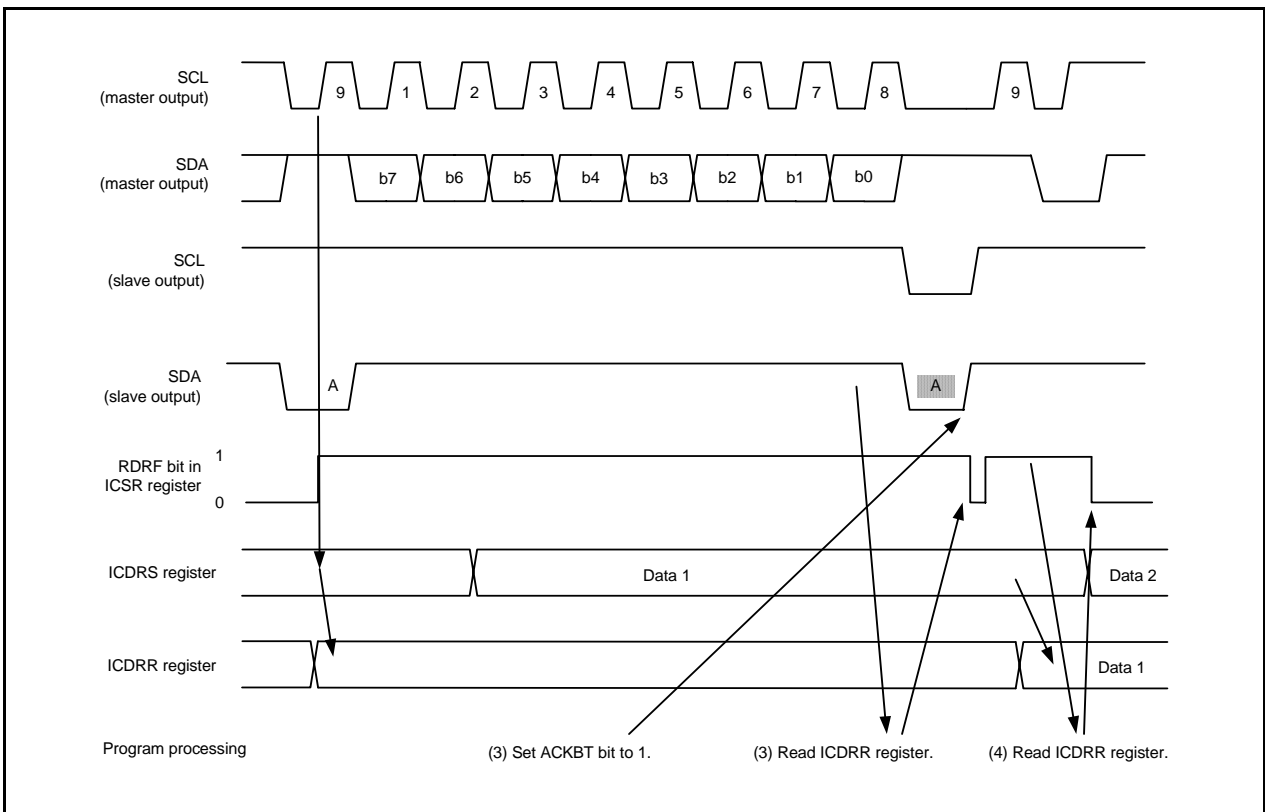 SCL
(master output)
9 1 2 3 4 5 6 7 8 9
SDA
(master output)
b7 b6 b5 b4 b3 b2 b1 b0
SCL
(slave output)
SDA
(slave output)
A A
RDRF bit in
ICSR register
1
0
ICDRS register
Data 1 Data 2
ICDRR register
Data 1
Program processing
(3) Set ACKBT bit to 1. (3) Read ICDRR register. (4) Read ICDRR register.